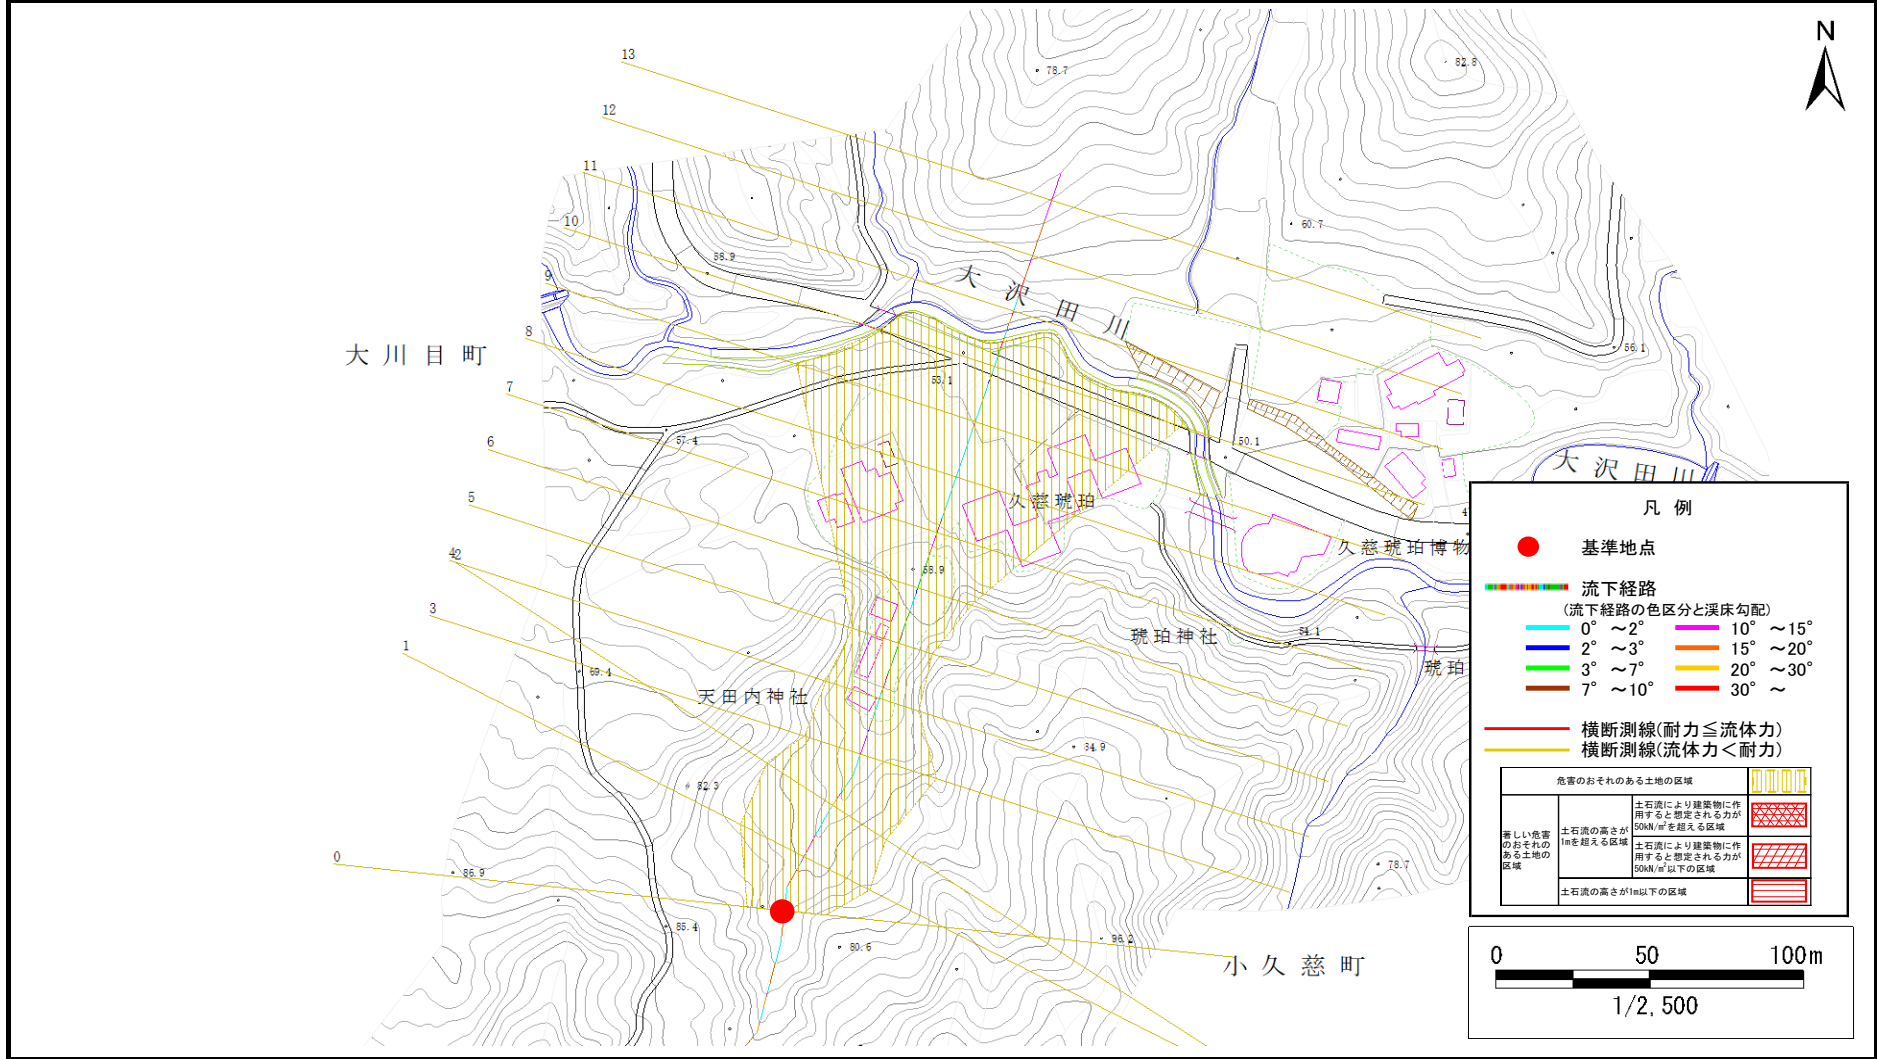 N
13
78.7
82.8
12
11
10
60.7
58.9
9
大沢田川
8
56.1
大川目町
53.1
7
57.4
50.1
6
大沢田川
5
久慈琥珀
凡 例
4
久慈琥珀博物
基準地点
42
58.9
流下経路
(流下経路の色区分と渓床勾配)
3
0° ～2°
10° ～15°
琥珀神社
54.1
2° ～3°
15° ～20°
1
69.4
琥珀
3° ～7°
20° ～30°
天田内神社
7° ～10°
30° ～
横断測線(耐力≦流体力)
84.9
横断測線(流体力＜耐力)
82.3
危害のおそれのある土地の区域
著しい危害のおそれのある土地の区域
土石流の高さが1mを超える区域
土石流により建築物に作用すると想定される力が50kN/m²を超える区域
土石流により建築物に作用すると想定される力が50kN/m²以下の区域
土石流の高さが1m以下の区域
0
86.9
78.7
85.4
80.6
96.2
小久慈町
0 50 100m
1/2,500